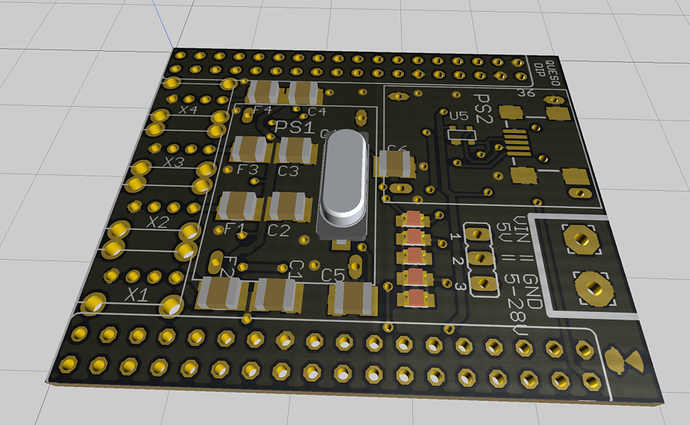 QUESO
DIP
36
F4
C4
X4
PS1
PS2
U5
X3
F3
C3
C6
X2
F1
C2
1
2
3
VIN || GND
5V || 5-28V
F2
C1
C5
X1